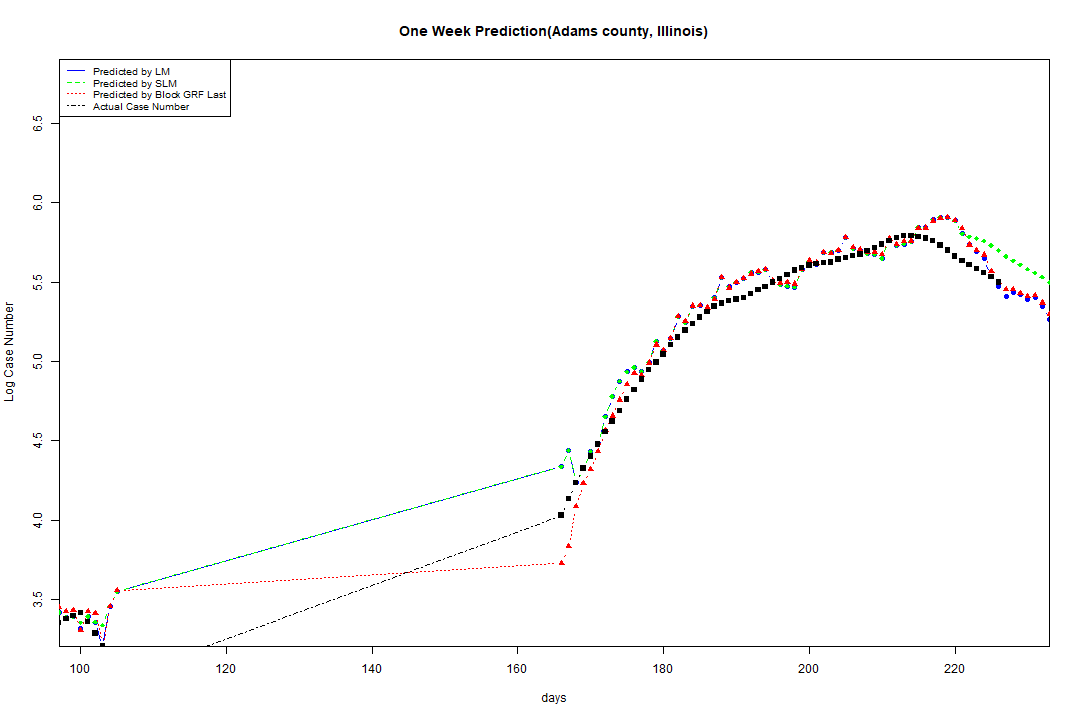 One Week Prediction(Adams county, Illinois)
Predicted by LM
Predicted by SLM
Predicted by Block GRF Last
Actual Case Number
6.5
6.0
5.5
5.0
4.5
4.0
3.5
Log Case Number
100 120 140 160 180 200 220
days